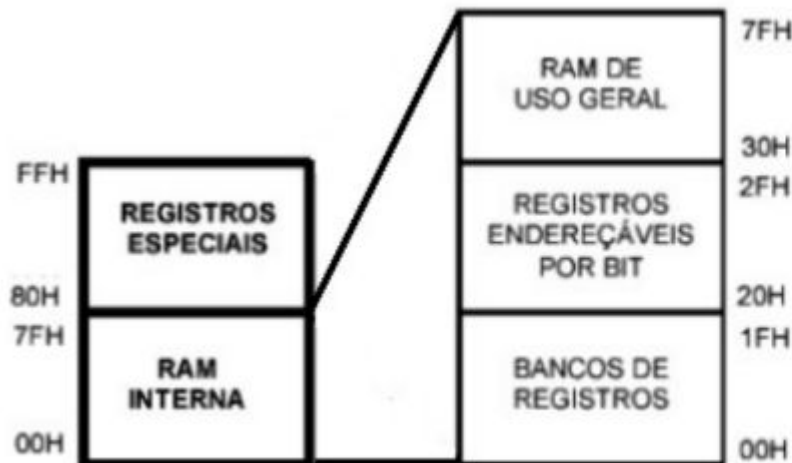 FFH
REGISTROS
ESPECIAIS
80H
7FH
RAM
INTERNA
00H
7FH
RAM DE
USO GERAL
30H
2FH
REGISTROS
ENDEREÇÁVEIS
POR BIT
20H
1FH
BANCOS DE
REGISTROS
00H